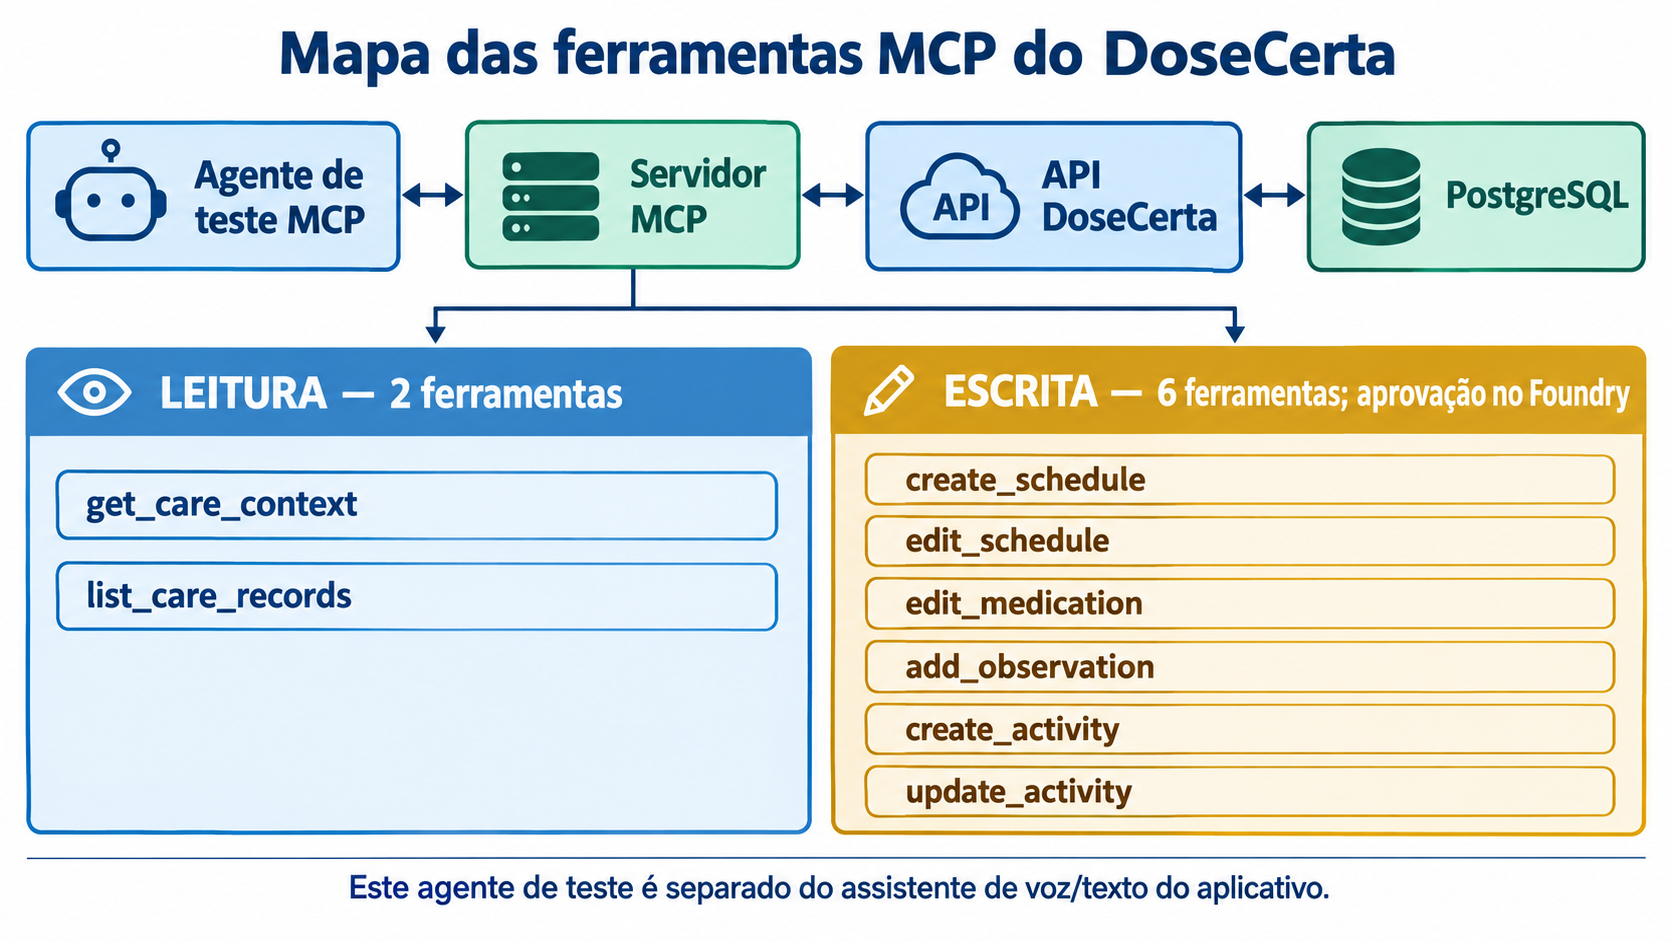 Mapa das ferramentas MCP do DoseCerta
Agente de
teste MCP
Servidor
MCP
API
API
DoseCerta
PostgreSQL
LEITURA — 2 ferramentas
get_care_context
list_care_records
ESCRITA — 6 ferramentas; aprovação no Foundry
create_schedule
edit_schedule
edit_medication
add_observation
create_activity
update_activity
Este agente de teste é separado do assistente de voz/texto do aplicativo.